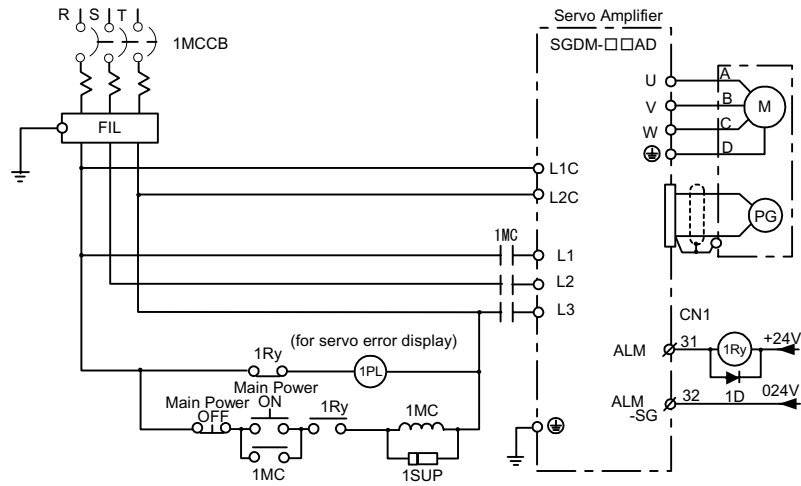 Servo Amplifier
R S T
1MCCB
SGDM-□□AD
U A
V B M
W C
D
FIL
L1C
L2C
PG
1MC
L1
L2
L3
CN1
(for servo error display)
1Ry
1PL
ALM 31 1Ry +24V
1D
Main Power
OFF
Main Power
ON
1Ry
1MC
ALM
-SG
32
024V
1MC
1SUP